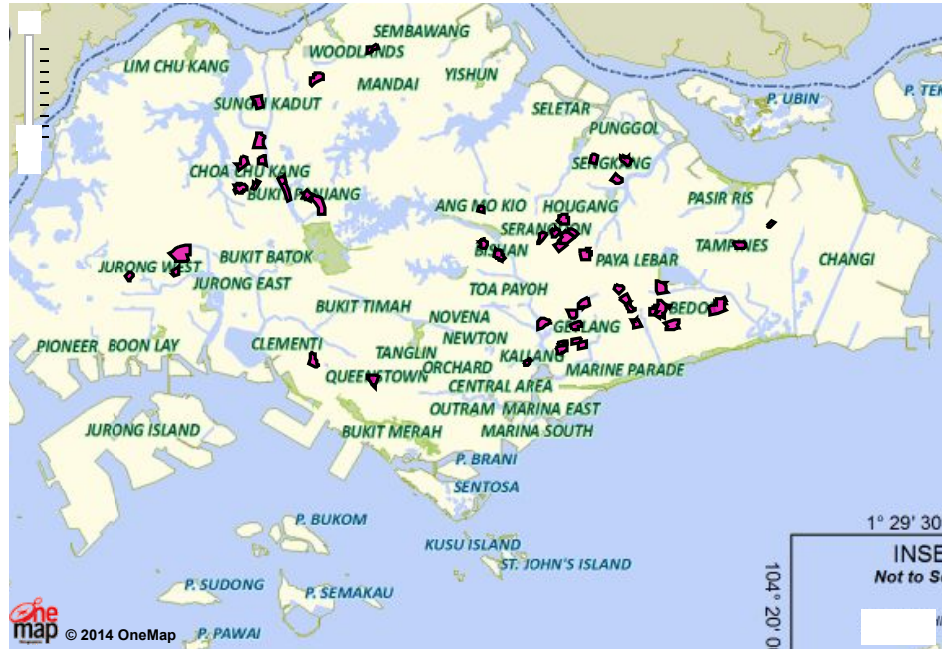 SEMBAWANG
WOODLANDS
LIM CHU KANG
MANDAI
YISHUN
SUNGEI KADUT
SELETAR
P. UBIN
P. TEK
PUNGGOL
SENGKANG
CHOA CHU KANG
BUKIT PANJANG
ANG MO KIO
HOUGANG
PASIR RIS
SERANGOON
BISHAN
TAMPINES
PAYA LEBAR
CHANGI
BUKIT BATOK
JURONG WEST
JURONG EAST
TOA PAYOH
BUKIT TIMAH
NOVENA
BEDO
GEYLANG
NEWTON
PIONEER
BOON LAY
CLEMENTI
TANGLIN
KALLANG
ORCHARD
MARINE PARADE
QUEENSTOWN
CENTRAL AREA
OUTRAM
MARINA EAST
JURONG ISLAND
BUKIT MERAH
MARINA SOUTH
P. BRANI
SENTOSA
P. BUKOM
1° 29' 30
KUSU ISLAND
INSE
ST. JOHN'S ISLAND
Not to S
104° 20' 0
P. SUDONG
P. SEMAKAU
one
map © 2014 OneMap
P. PAWAI